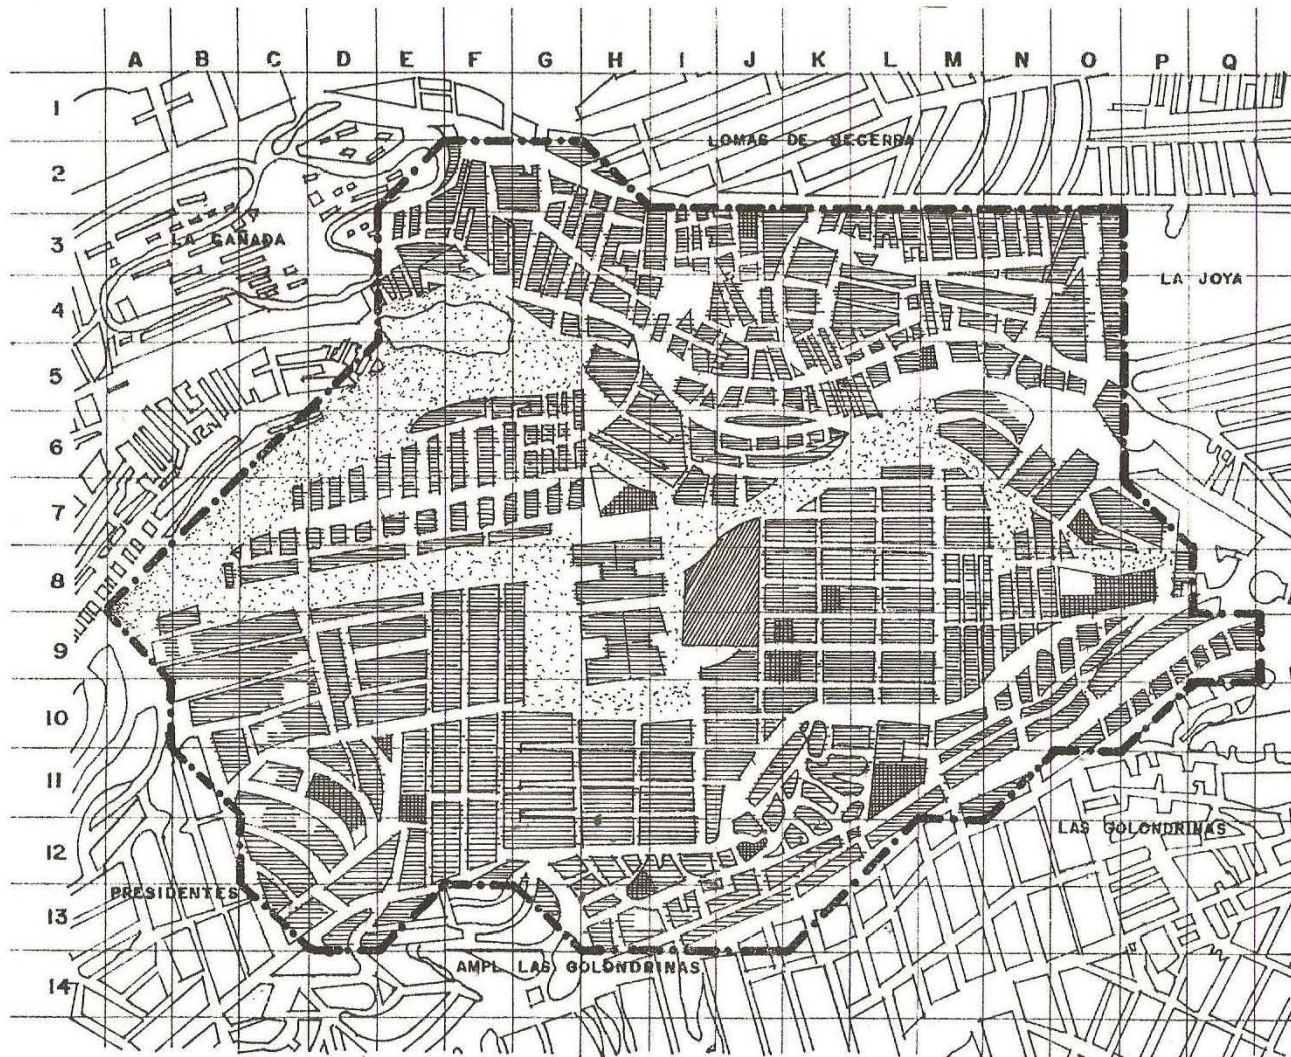 A B C D E F G H I J K L M N O P Q
1
LOMAS DE BECERRA
2
3
LA CAÑADA
LA JOYA
4
5
6
7
8
9
10
11
LAS GOLONDRINAS
12
PRESIDENTES
13
AMPL. LAS GOLONDRINAS
14